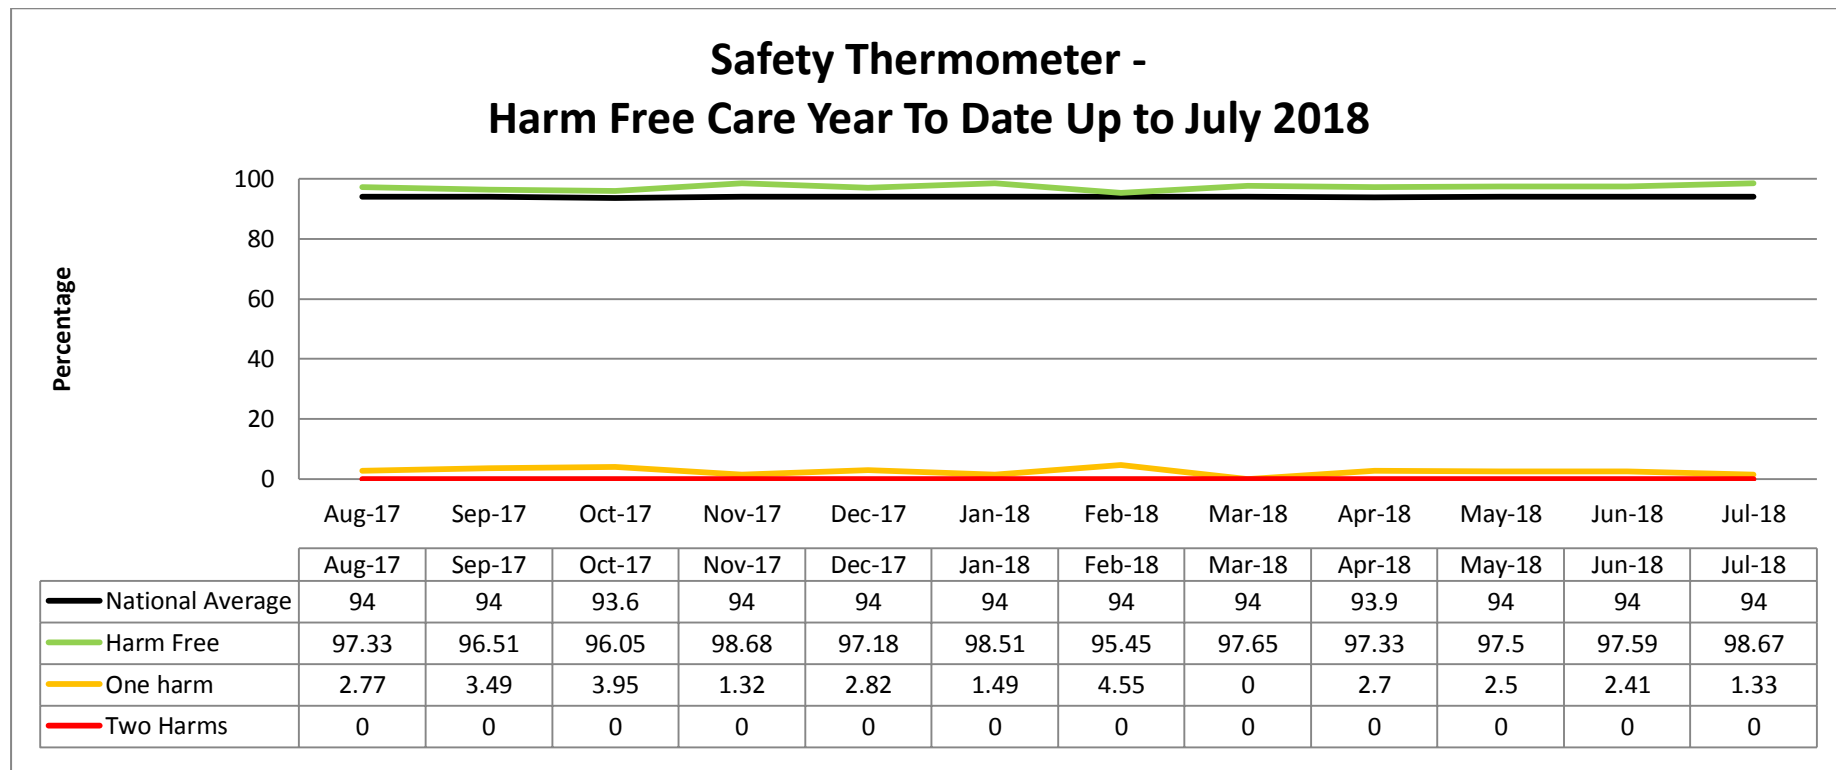 Safety Thermometer -
Harm Free Care Year To Date Up to July 2018
Percentage
100
80
60
40
20
0
Aug-17 Sep-17 Oct-17 Nov-17 Dec-17 Jan-18 Feb-18 Mar-18 Apr-18 May-18 Jun-18 Jul-18
Aug-17 Sep-17 Oct-17 Nov-17 Dec-17 Jan-18 Feb-18 Mar-18 Apr-18 May-18 Jun-18 Jul-18
National Average 94 94 93.6 94 94 94 94 94 93.9 94 94 94
Harm Free 97.33 96.51 96.05 98.68 97.18 98.51 95.45 97.65 97.33 97.5 97.59 98.67
One harm 2.77 3.49 3.95 1.32 2.82 1.49 4.55 0 2.7 2.5 2.41 1.33
Two Harms 0 0 0 0 0 0 0 0 0 0 0 0